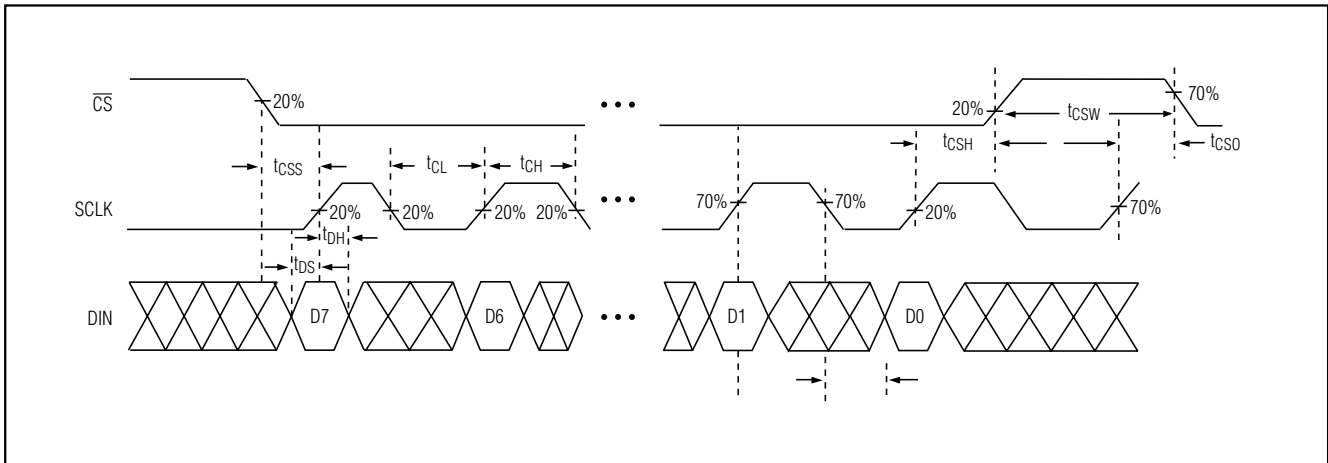 CS
20%
•••
20%
tCSW
70%
tCSS
tCL
tCH
tCSH
tCSO
SCLK
20%
20%
20%
20%
•••
70%
70%
20%
70%
tDH
tDS
DIN
D7
D6
•••
D1
D0